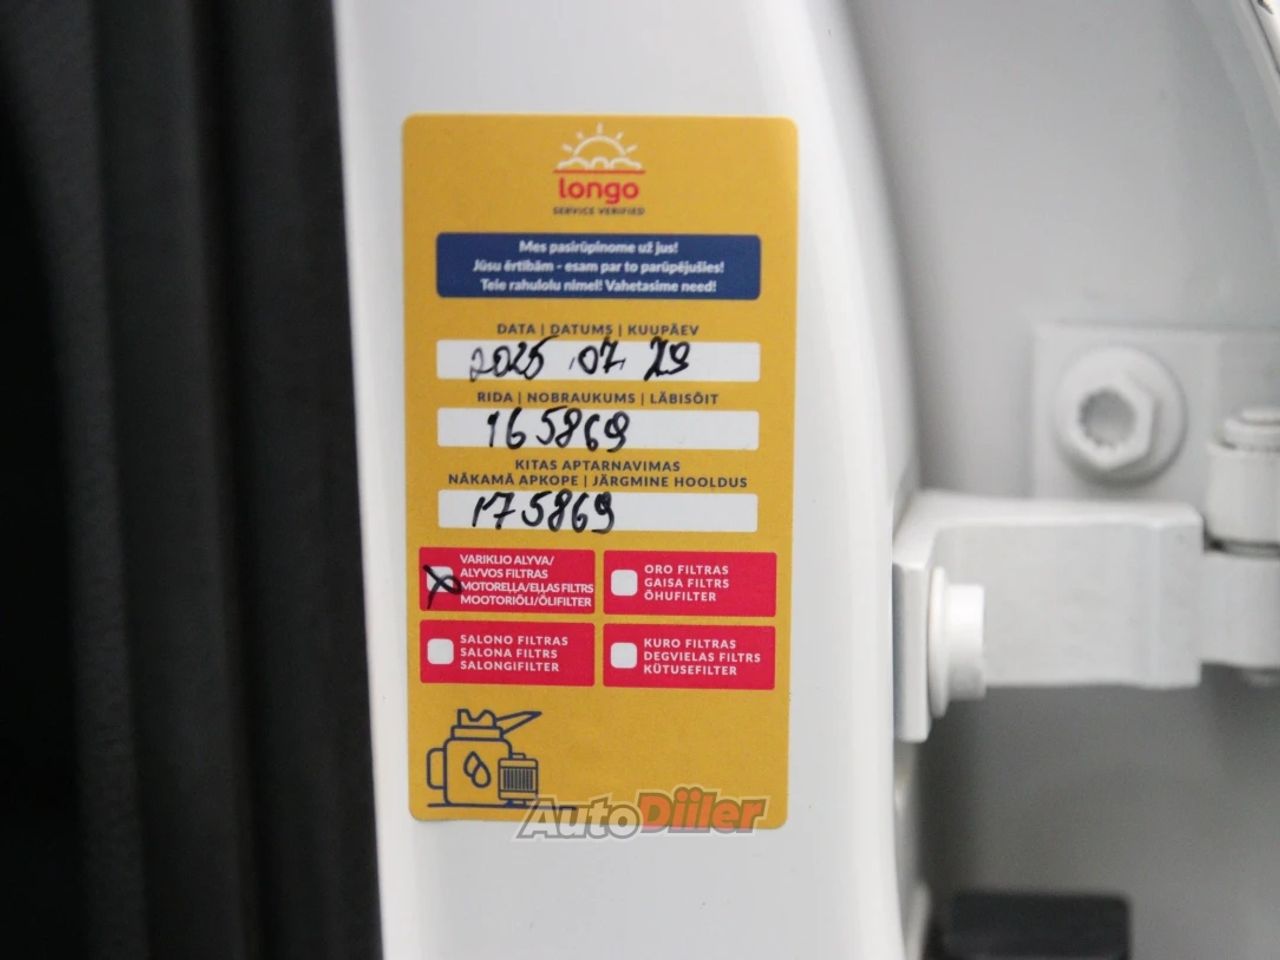 longo
SERVICE VERIFIED
Mes pasirūpinome už jus!
Jūsu ērtībām - esam par to parūpējušies!
Teie rahulolu nimel! Vahetasime need!
DATA | DATUMS | KUUPÄEV
2025.07.29
RIDA | NOBRAUKUMS | LÄBISÕIT
165869
KITAS APTARNAVIMAS
NĀKAMĀ APKOPE | JÄRGMINE HOOLDUS
175869
VARIKLIO ALYVA/
ALYVOS FILTRAS
MOTOREĻĻA/EĻĻAS FILTRS
MOOTORIÕLI/ÕLIFILTER
ORO FILTRAS
GAISA FILTRS
ÕHUFILTER
SALONO FILTRAS
SALONA FILTRS
SALONGIFILTER
KURO FILTRAS
DEGVIELAS FILTRS
KÜTUSEFILTER
AutoDiiler